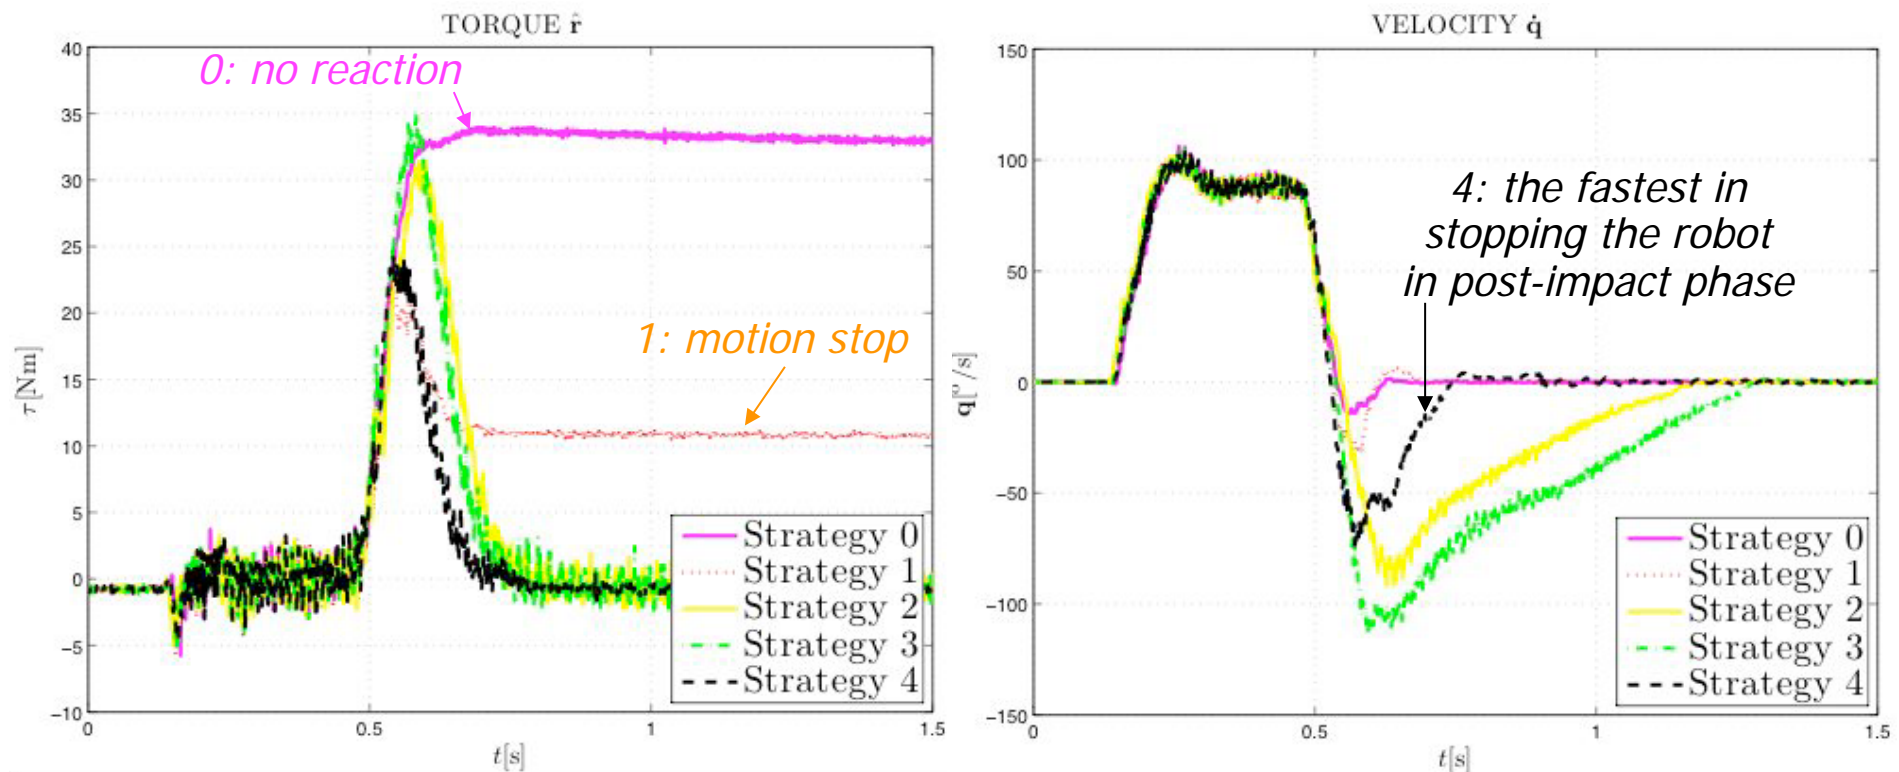 TORQUE r̂
40
35
30
25
20
15
10
5
0
−5
−10
τ[Nm]
0: no reaction
1: motion stop
Strategy 0
Strategy 1
Strategy 2
Strategy 3
Strategy 4
0
0.5
1
1.5
t[s]
VELOCITY q̇
150
100
50
0
−50
−100
−150
q̇[°/s]
4: the fastest in
stopping the robot
in post-impact phase
Strategy 0
Strategy 1
Strategy 2
Strategy 3
Strategy 4
0
0.5
1
1.5
t[s]